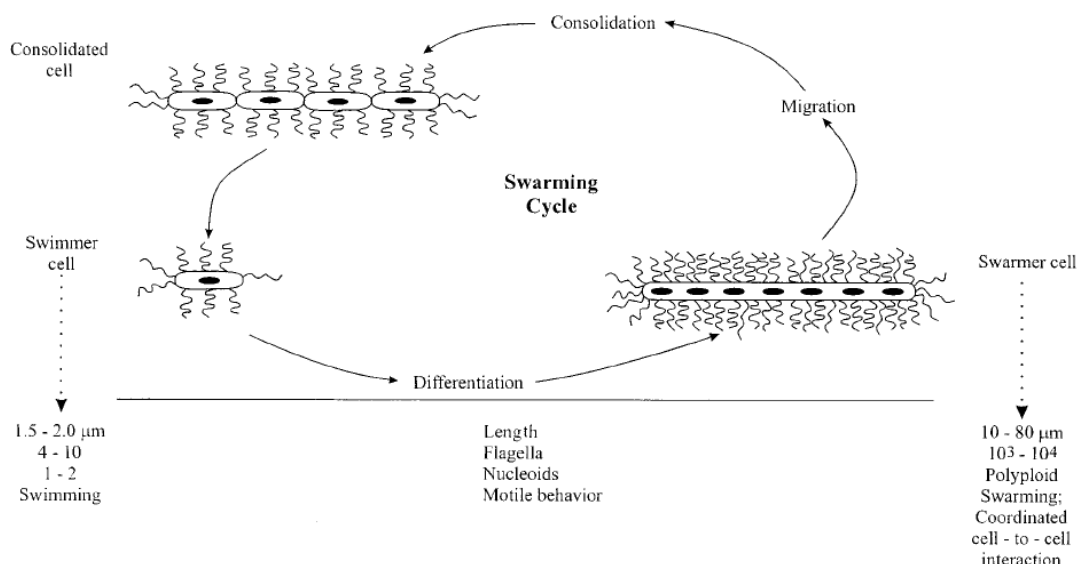 Consolidation
Consolidated
cell
Migration
Swarming
Cycle
Swimmer
cell
Swarmer cell
Differentiation
1.5 - 2.0 μm
Length
10 - 80 μm
4 - 10
Flagella
10³ - 10⁴
1 - 2
Nucleoids
Polyploid
Swimming
Motile behavior
Swarming;
Coordinated
cell - to - cell
interaction